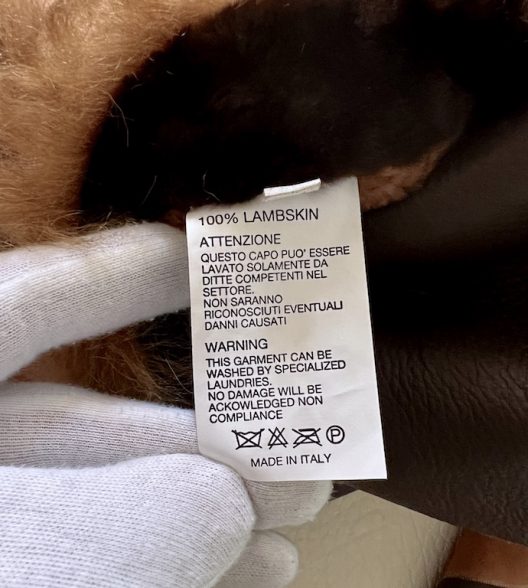 100% LAMBSKIN
ATTENZIONE
QUESTO CAPO PUO' ESSERE
LAVATO SOLAMENTE DA
DITTE COMPETENTI NEL
SETTORE.
NON SARANNO
RICONOSCIUTI EVENTUALI
DANNI CAUSATI
WARNING
THIS GARMENT CAN BE
WASHED BY SPECIALIZED
LAUNDRIES.
NO DAMAGE WILL BE
ACKOWLEDGED NON
COMPLIANCE
P
MADE IN ITALY